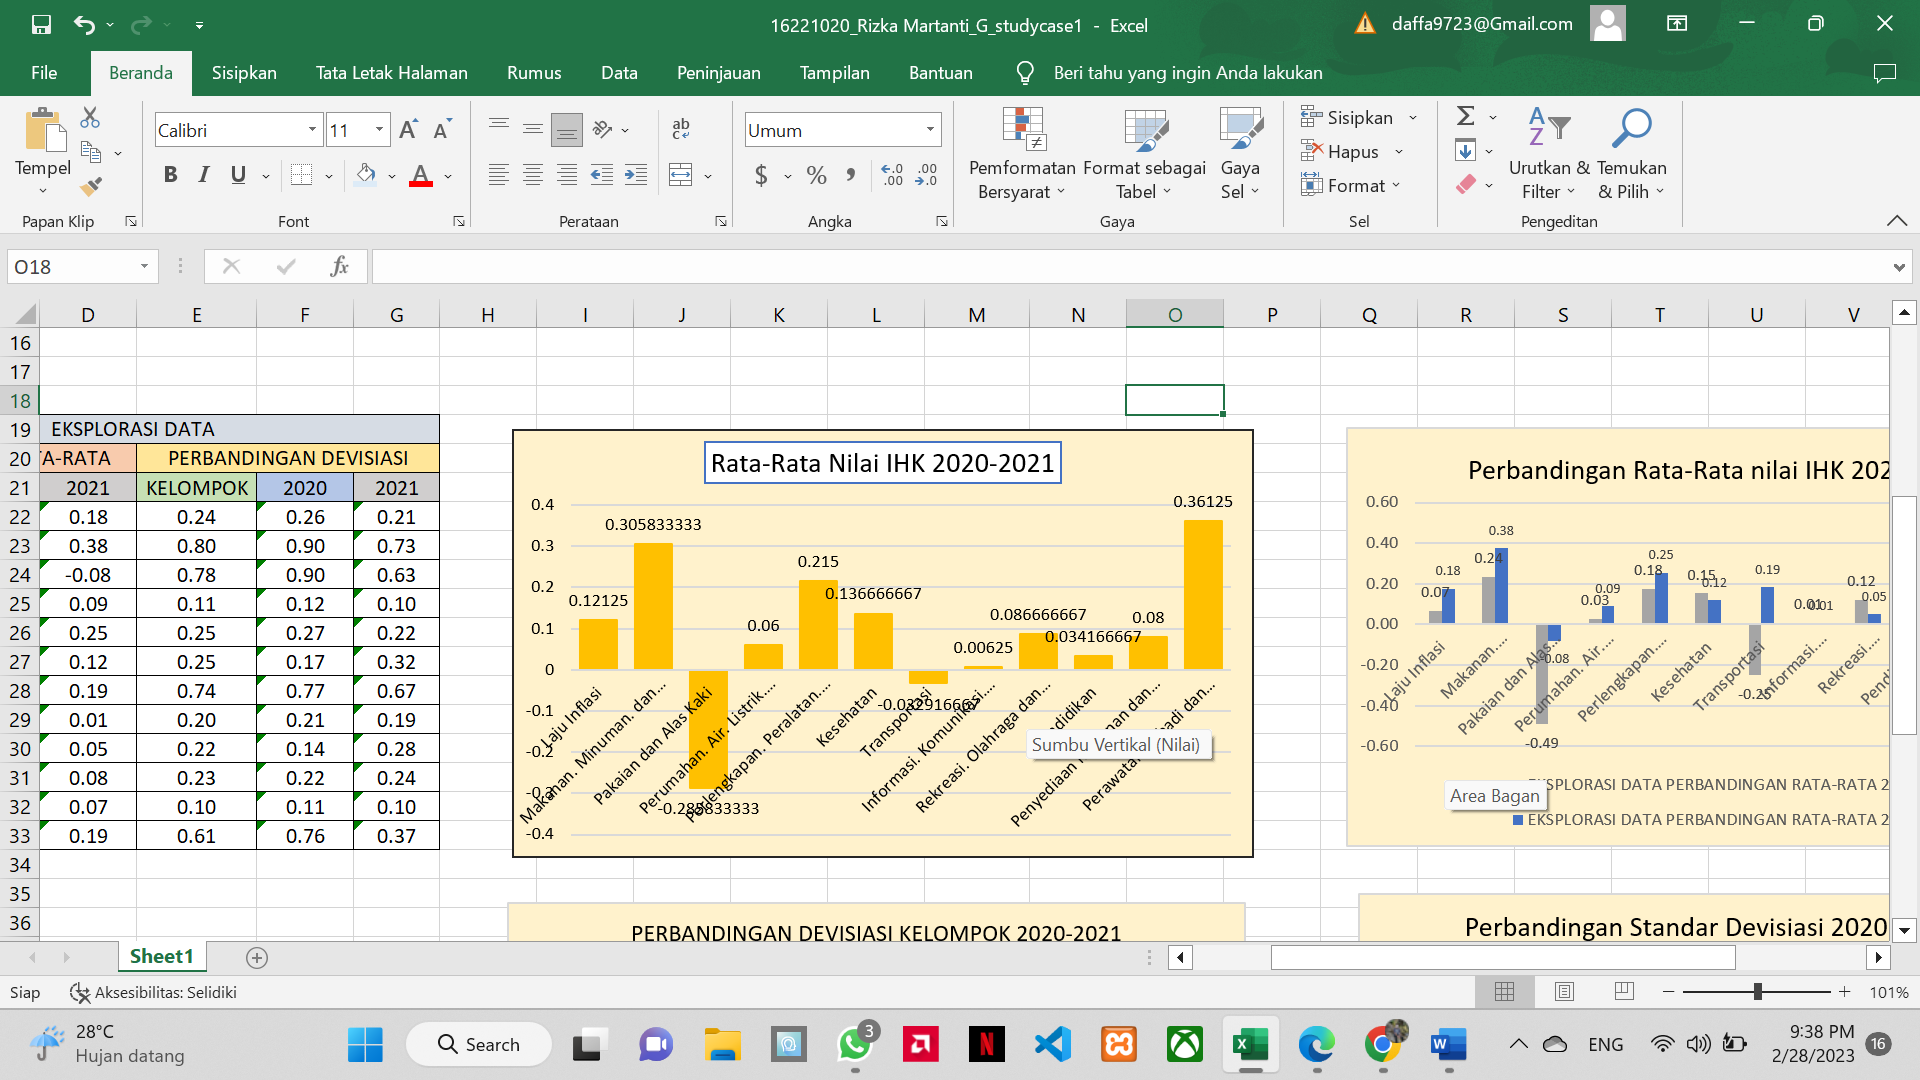 16221020_Rizka Martanti_G_studycase1 - Excel
daffa9723@Gmail.com
File Beranda Sisipkan Tata Letak Halaman Rumus Data Peninjauan Tampilan Bantuan Beri tahu yang ingin Anda lakukan
Tempel
Papan Klip
Calibri 11
B I U
Font
ab
Perataan
Umum
$ % ,
Angka
Pemformatan Bersyarat
Format sebagai Tabel
Gaya Sel
Gaya
Sisipkan
Hapus
Format
Sel
Urutkan & Filter
Temukan & Pilih
Pengeditan
O18
fx
D E F G H I J K L M N O P Q R S T U V
16
17
18
19 EKSPLORASI DATA
20 TA-RATA PERBANDINGAN DEVISIASI
21 2021 KELOMPOK 2020 2021
22 0.18 0.24 0.26 0.21
23 0.38 0.80 0.90 0.73
24 -0.08 0.78 0.90 0.63
25 0.09 0.11 0.12 0.10
26 0.25 0.25 0.27 0.22
27 0.12 0.25 0.17 0.32
28 0.19 0.74 0.77 0.67
29 0.01 0.20 0.21 0.19
30 0.05 0.22 0.14 0.28
31 0.08 0.23 0.22 0.24
32 0.07 0.10 0.11 0.10
33 0.19 0.61 0.76 0.37
34
35
36
Rata-Rata Nilai IHK 2020-2021
0.4
0.3
0.2
0.1
0
-0.1
-0.2
-0.3
-0.4
0.12125
0.305833333
-0.285833333
0.06
0.215
0.136666667
-0.032916667
0.00625
0.086666667
0.034166667
0.08
0.36125
Laju Inflasi
Makanan. Minuman. dan...
Pakaian dan Alas Kaki
Perumahan. Air. Listrik....
Perlengkapan. Peralatan....
Kesehatan
Transportasi
Informasi. Komunikasi....
Rekreasi. Olahraga dan...
Sumbu Vertikal (Nilai)
Perbandingan Rata-Rata nilai IHK 202
0.60
0.40
0.20
0.00
-0.20
-0.40
-0.60
0.07
0.18
0.24
0.38
-0.49
-0.08
0.03
0.09
0.18
0.25
0.15
0.12
-0.25
0.19
0.01
0.01
0.12
0.05
Laju Inflasi
Makanan....
Pakaian dan Alas...
Perumahan. Air....
Perlengkapan....
Kesehatan
Transportasi
Informasi....
Rekreasi....
Pend
EKSPLORASI DATA PERBANDINGAN RATA-RATA 2
EKSPLORASI DATA PERBANDINGAN RATA-RATA 2
Area Bagan
PERBANDINGAN DEVISIASI KELOMPOK 2020-2021
Perbandingan Standar Devisiasi 2020
Sheet1
Siap Aksesibilitas: Selidiki
101%
28°C
Hujan datang
Search
3
ENG
9:38 PM
2/28/2023
16